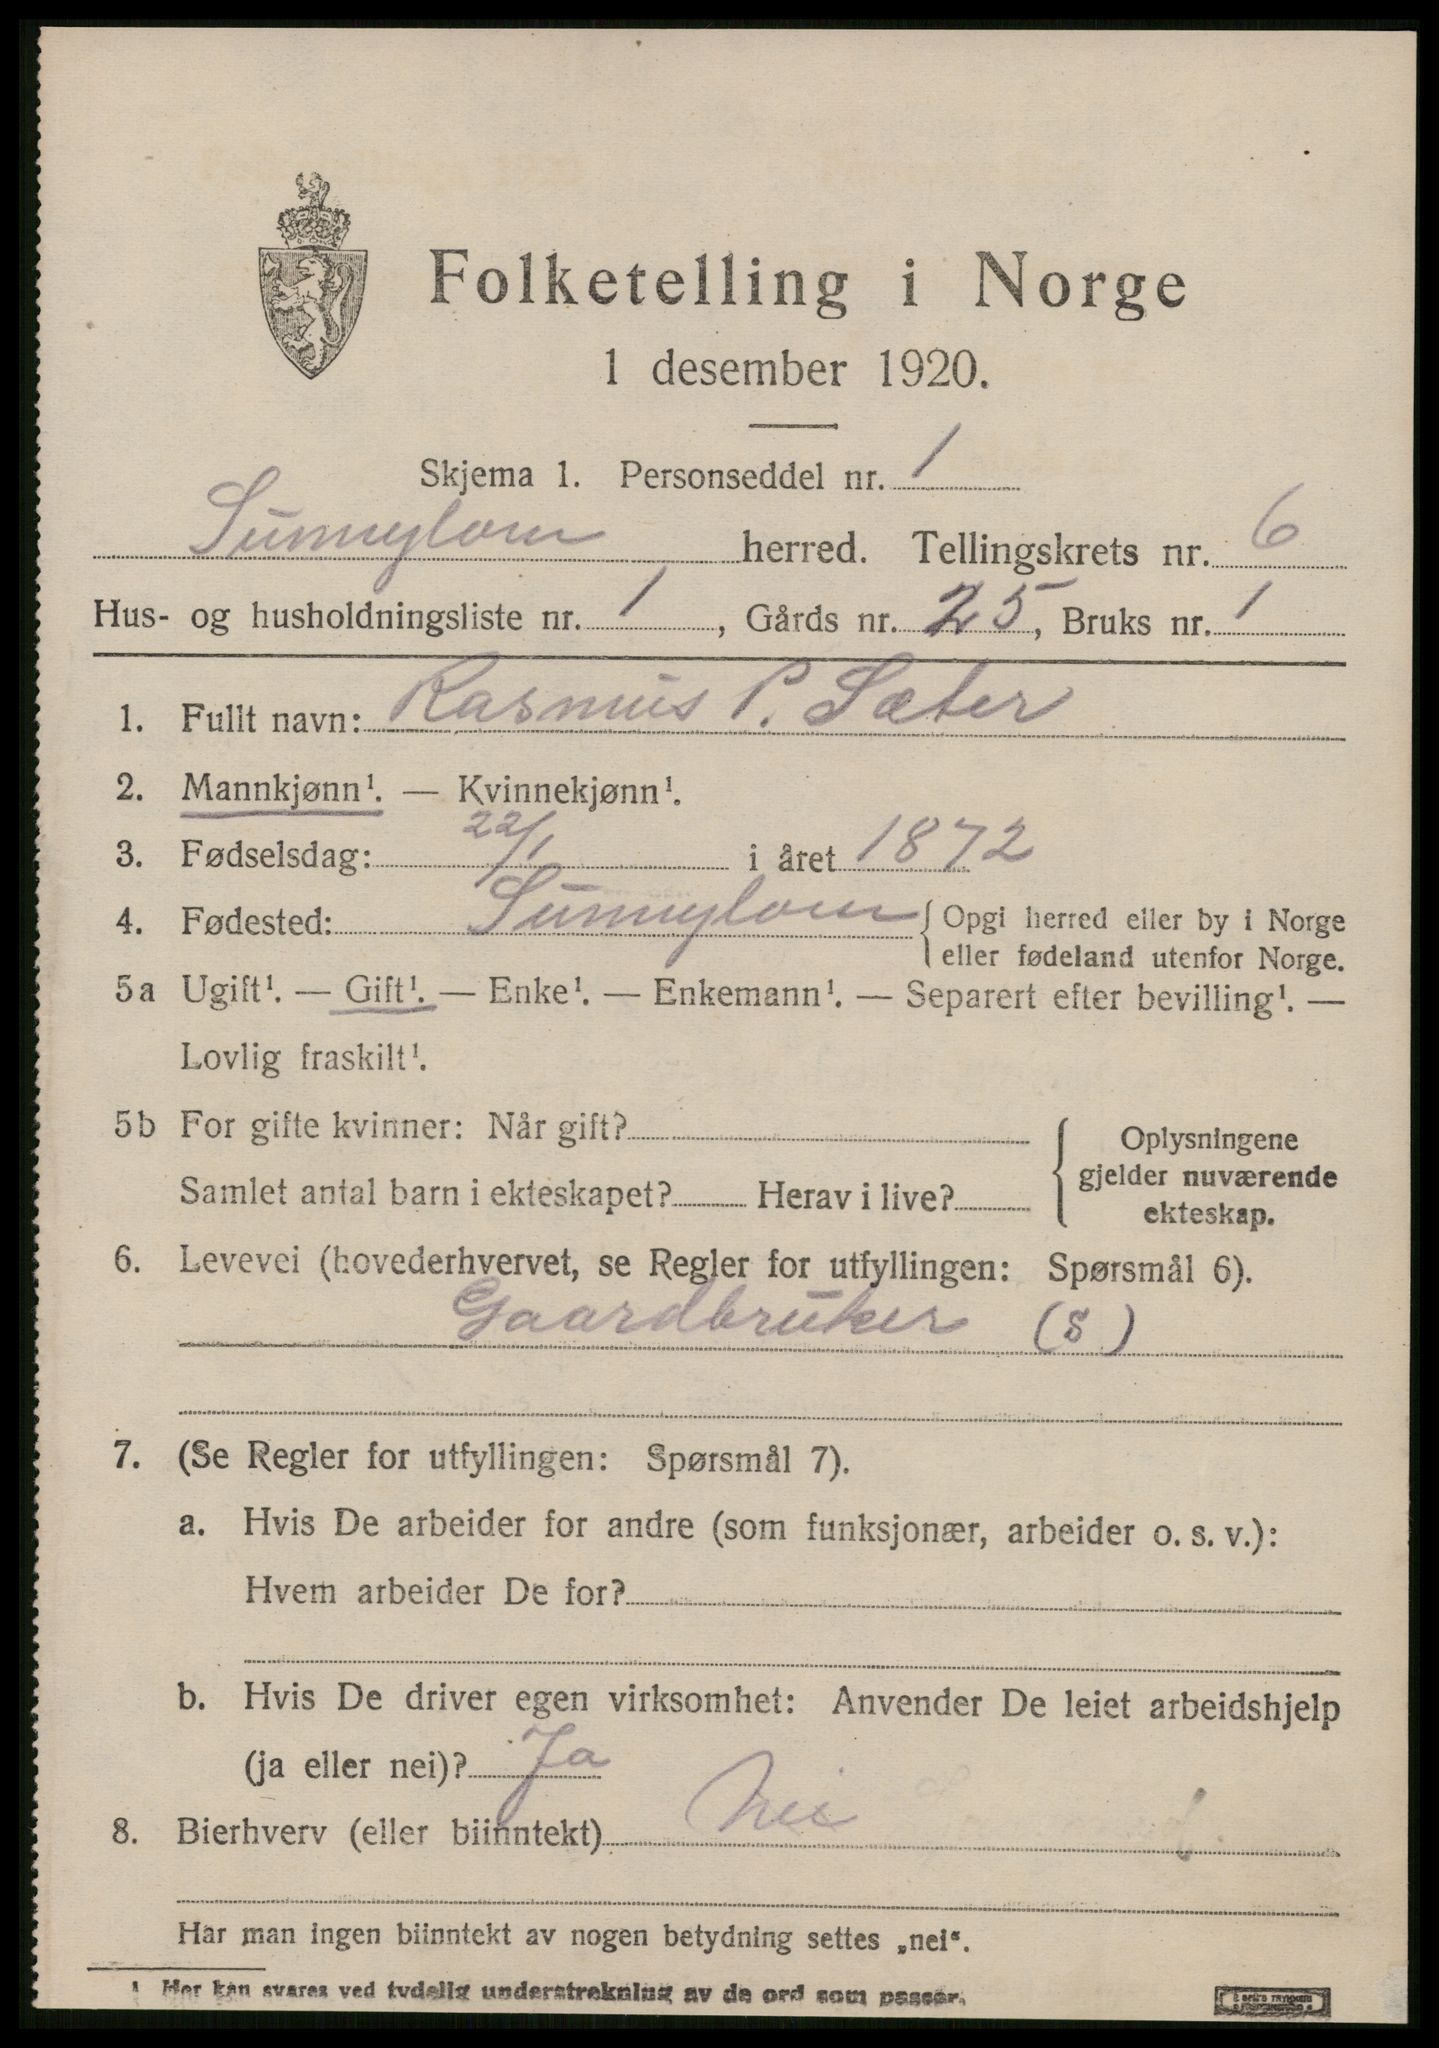 Folketelling i Norge
1 desember 1920.
Skjema 1. Personseddel nr. 1
Sunnylven herred. Tellingskrets nr. 6
Hus- og husholdningsliste nr. 1, Gårds nr. 25, Bruks nr. 1
1. Fullt navn: Rasmus P. Sæter
2. Mannkjønn¹. — Kvinnekjønn¹.
3. Fødselsdag: 22/1 i året 1872
4. Fødested: Sunnylven { Opgi herred eller by i Norge
eller fødeland utenfor Norge.
5a Ugift¹. — Gift¹. — Enke¹. — Enkemann¹. — Separert efter bevilling¹. —
Lovlig fraskilt¹.
5b For gifte kvinner: Når gift?
Samlet antal barn i ekteskapet? Herav i live?
Oplysningene
gjelder nuværende
ekteskap.
6. Levevei (hovederhvervet, se Regler for utfyllingen: Spørsmål 6).
Gaardbruker (S)
7. (Se Regler for utfyllingen: Spørsmål 7).
a. Hvis De arbeider for andre (som funksjonær, arbeider o. s. v.):
Hvem arbeider De for?
b. Hvis De driver egen virksomhet: Anvender De leiet arbeidshjelp
(ja eller nei)? Ja
8. Bierhverv (eller biinntekt) Nei
Har man ingen biinntekt av nogen betydning settes „nei“.
1 Her kan svares ved tydelig understrekning av de ord som passer.